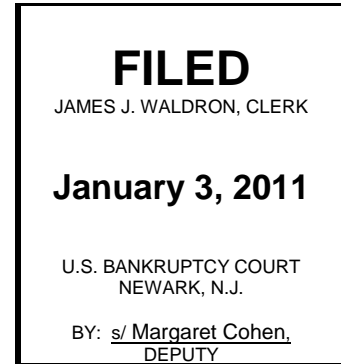 FILED
JAMES J. WALDRON, CLERK
January 3, 2011
U.S. BANKRUPTCY COURT
NEWARK, N.J.
BY: s/ Margaret Cohen,
DEPUTY